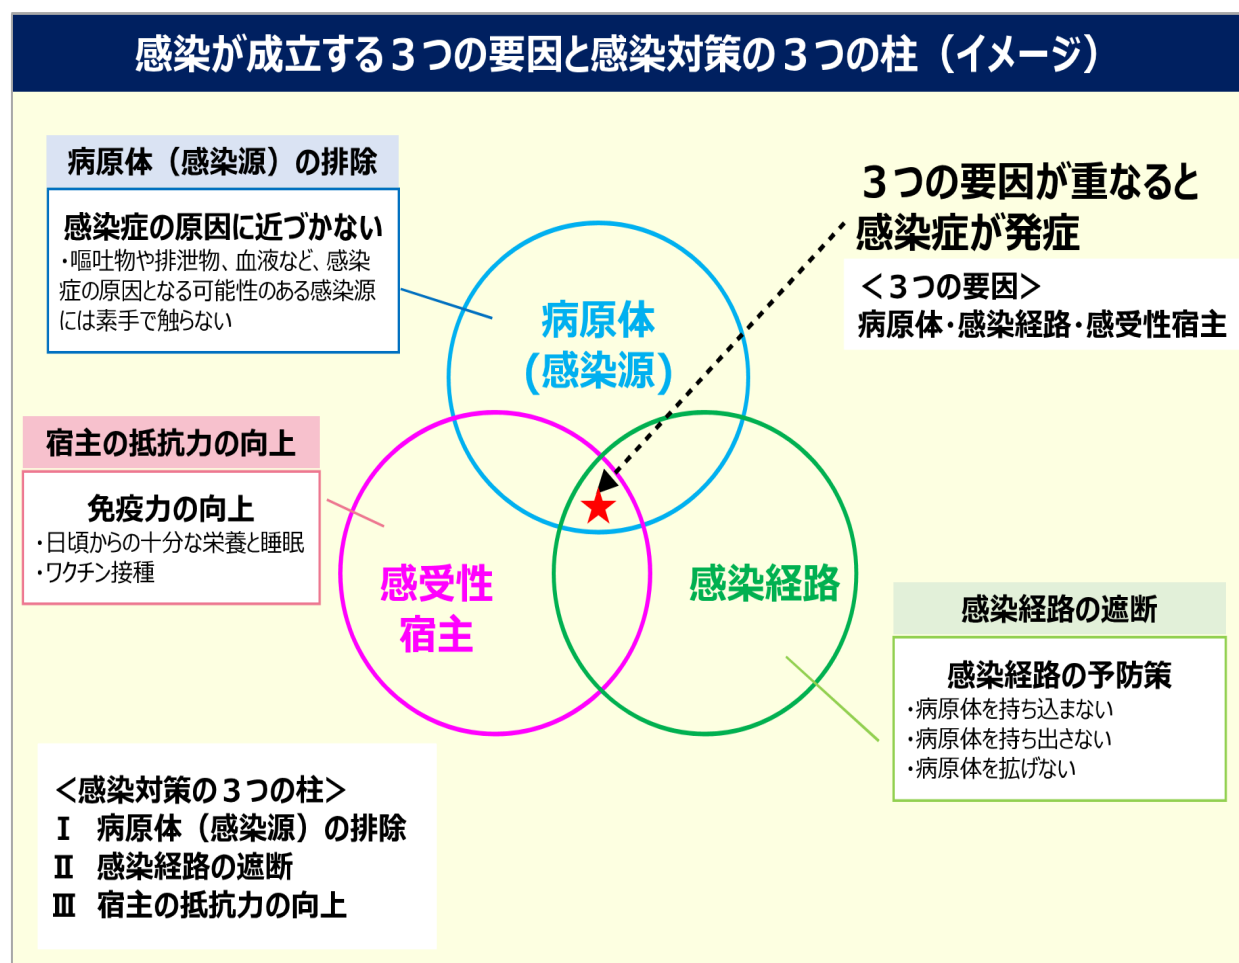 感染が成立する３つの要因と感染対策の３つの柱（イメージ）
病原体（感染源）の排除
感染症の原因に近づかない
・嘔吐物や排泄物、血液など、感染
症の原因となる可能性のある感染源
には素手で触らない
３つの要因が重なると
感染症が発症
＜３つの要因＞
病原体・感染経路・感受性宿主
病原体
(感染源)
宿主の抵抗力の向上
免疫力の向上
・日頃からの十分な栄養と睡眠
・ワクチン接種
感受性
宿主
感染経路
感染経路の遮断
感染経路の予防策
・病原体を持ち込まない
・病原体を持ち出さない
・病原体を拡げない
＜感染対策の３つの柱＞
Ⅰ 病原体（感染源）の排除
Ⅱ 感染経路の遮断
Ⅲ 宿主の抵抗力の向上